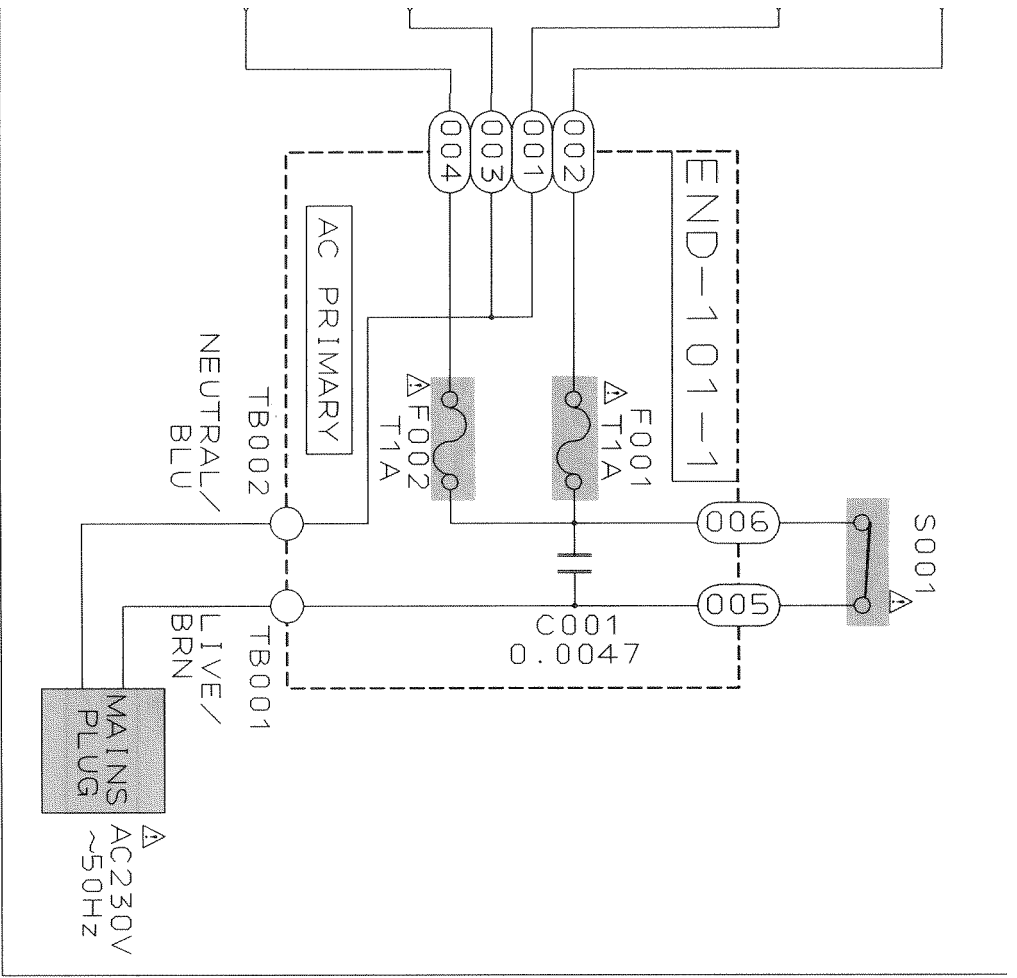 004
003
001
002
END-101-1
AC PRIMARY
F001
T1A
F002
T1A
TB002
NEUTRAL/
BLU
006
S001
005
C001
0.0047
TB001
LIVE/
BRN
MAINS
PLUG
AC230V
~50Hz